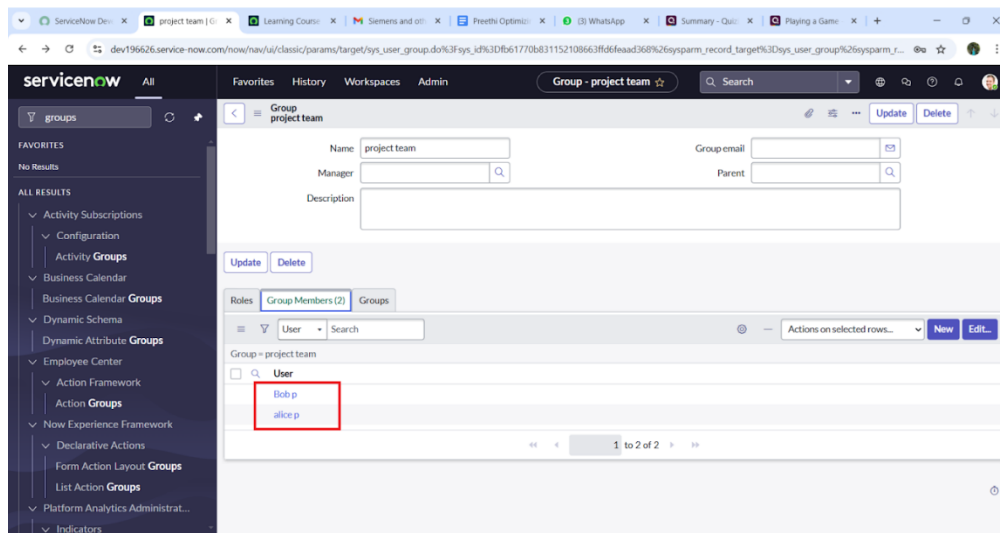 ServiceNow Dev
project team | G
Learning Course
Siemens and oth
Preethi Optimizi
(3) WhatsApp
Summary - Quiz
Playing a Game
dev196626.service-now.com/now/nav/ui/classic/params/target/sys_user_group.do%3Fsys_id%3Dfb61770b831152108663ffd6feaad368%26sysparm_record_target%3Dsys_user_group%26sysparm_r...
servicenow All Favorites History Workspaces Admin Group - project team Search
groups
Group
project team
Update Delete
FAVORITES
No Results
ALL RESULTS
Activity Subscriptions
Configuration
Activity Groups
Business Calendar
Business Calendar Groups
Dynamic Schema
Dynamic Attribute Groups
Employee Center
Action Framework
Action Groups
Now Experience Framework
Declarative Actions
Form Action Layout Groups
List Action Groups
Platform Analytics Administrat...
Indicators
Name project team
Group email
Manager
Parent
Description
Update Delete
Roles Group Members (2) Groups
User Search Actions on selected rows... New Edit...
Group = project team
User
Bob p
alice p
1 to 2 of 2